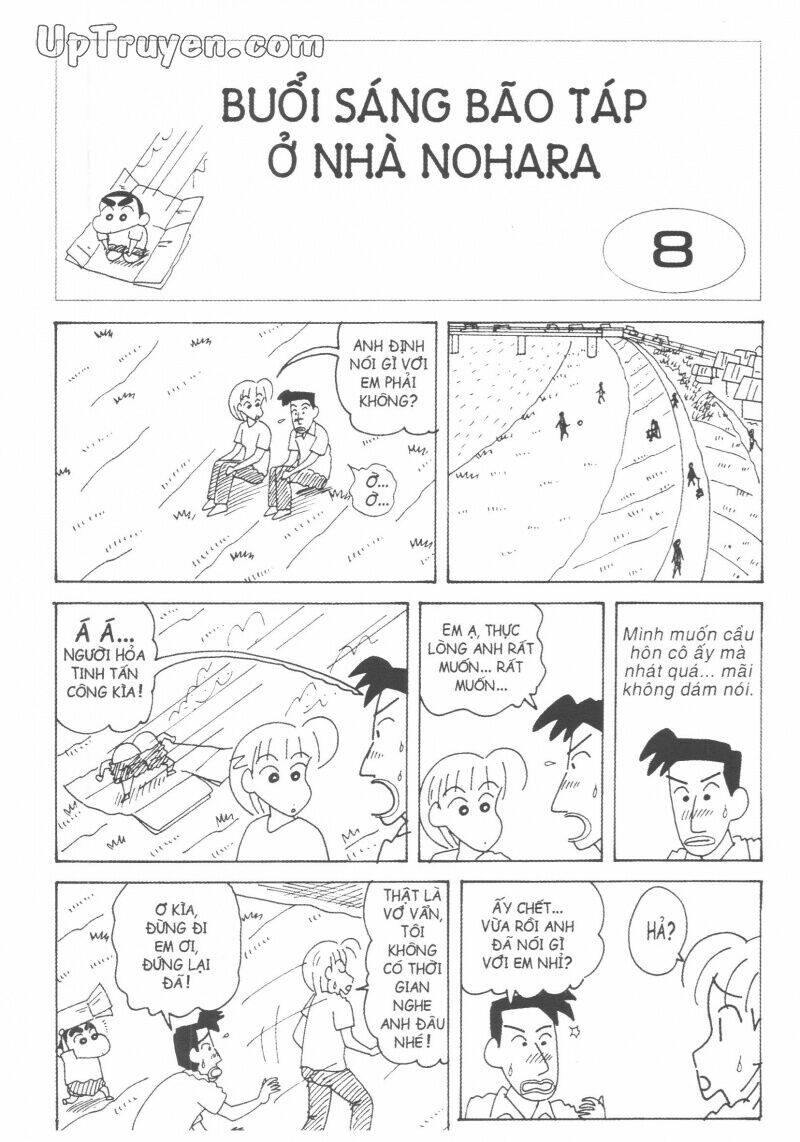 UpTruyen.com
BUỔI SÁNG BÃO TÁP
Ở NHÀ NOHARA
8
ANH ĐỊNH
NÓI GÌ VỚI
EM PHẢI
KHÔNG?
Ờ...
Ờ...
Mình muốn cầu
hôn cô ấy mà
nhát quá... mãi
không dám nói.
EM Ạ, THỰC
LÒNG ANH RẤT
MUỐN... RẤT
MUỐN...
Á Á...
NGƯỜI HỎA
TINH TẤN
CÔNG KÌA!
HẢ?
ẤY CHẾT...
VỪA RỒI ANH
ĐÃ NÓI GÌ
VỚI EM NHỈ?
THẬT LÀ
VỚ VẨN,
TÔI
KHÔNG
CÓ THỜI
GIAN
NGHE
ANH ĐÂU
NHÉ!
Ơ KÌA,
ĐỪNG ĐI
EM ƠI,
ĐỨNG LẠI
ĐÃ!